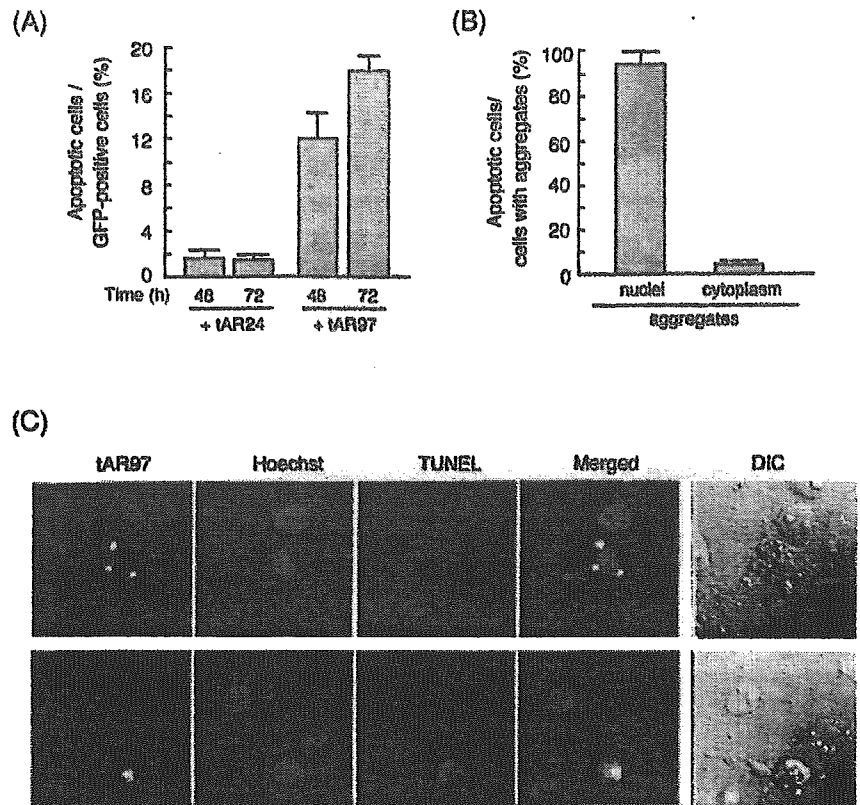 (A)
Apoptotic cells /
GFP-positive cells (%)
20
16
12
8
4
0
Time (h) 48 72 48 72
+ tAR24 + tAR97
(B)
Apoptotic cells/
cells with aggregates (%)
100
80
60
40
20
0
nuclei cytoplasm
aggregates
(C)
tAR97 Hoechst TUNEL Merged DIC